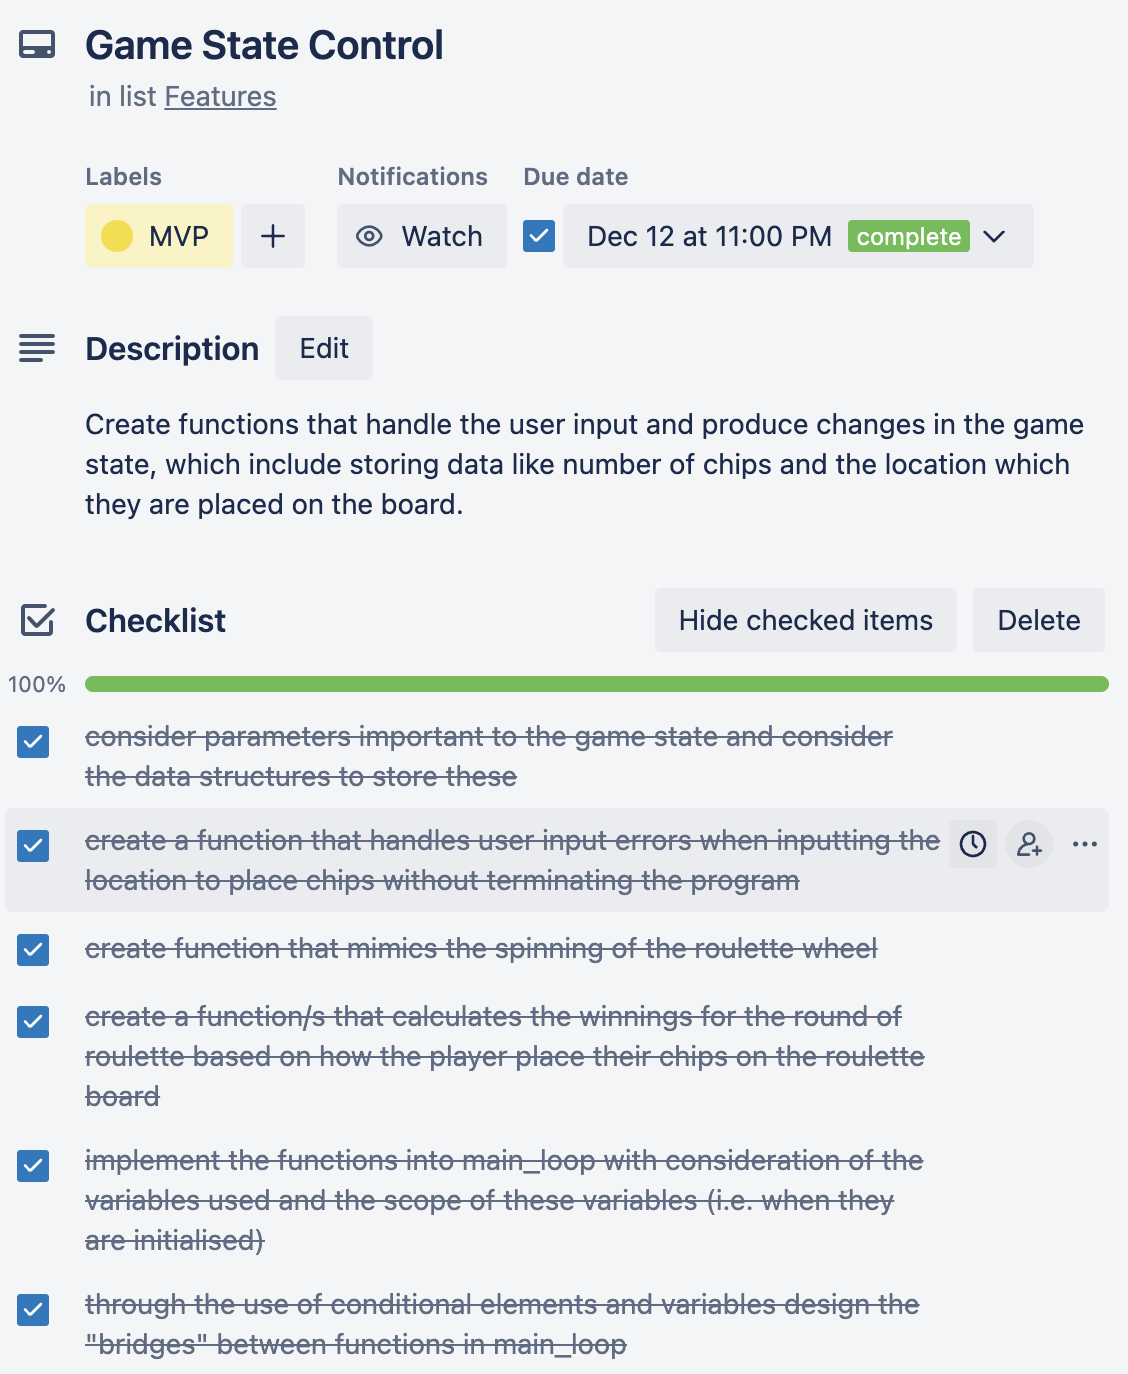 Game State Control
in list Features
Labels
Notifications
Due date
MVP
+
Watch
Dec 12 at 11:00 PM
complete
Description
Edit
Create functions that handle the user input and produce changes in the game
state, which include storing data like number of chips and the location which
they are placed on the board.
Checklist
Hide checked items
Delete
100%
consider parameters important to the game state and consider
the data structures to store these
create a function that handles user input errors when inputting the
location to place chips without terminating the program
create function that mimics the spinning of the roulette wheel
create a function/s that calculates the winnings for the round of
roulette based on how the player place their chips on the roulette
board
implement the functions into main_loop with consideration of the
variables used and the scope of these variables (i.e. when they
are initialised)
through the use of conditional elements and variables design the
"bridges" between functions in main_loop